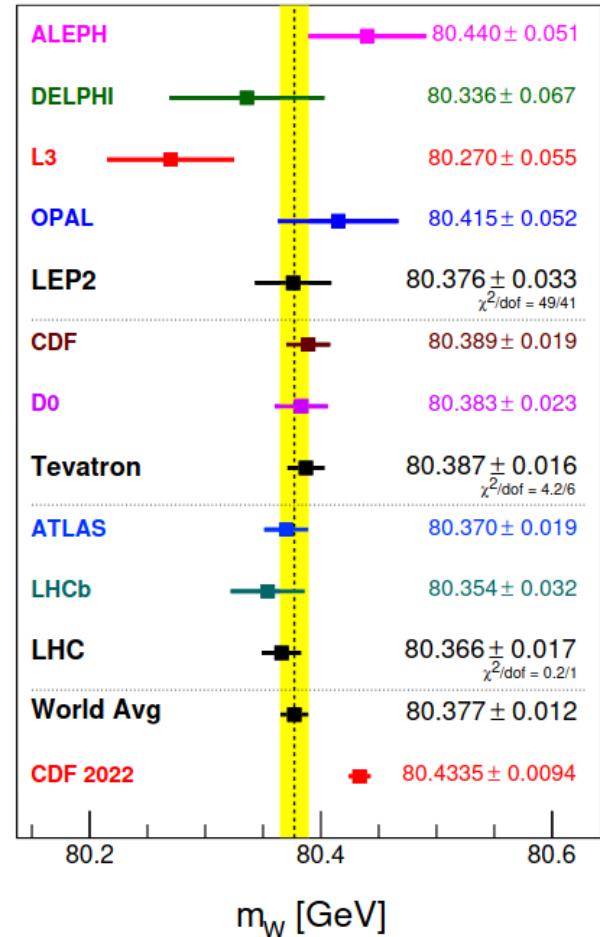 ALEPH 80.440 ± 0.051
DELPHI 80.336 ± 0.067
L3 80.270 ± 0.055
OPAL 80.415 ± 0.052
LEP2 80.376 ± 0.033
χ²/dof = 49/41
CDF 80.389 ± 0.019
D0 80.383 ± 0.023
Tevatron 80.387 ± 0.016
χ²/dof = 4.2/6
ATLAS 80.370 ± 0.019
LHCb 80.354 ± 0.032
LHC 80.366 ± 0.017
χ²/dof = 0.2/1
World Avg 80.377 ± 0.012
CDF 2022 80.4335 ± 0.0094
80.2 80.4 80.6
m_W [GeV]